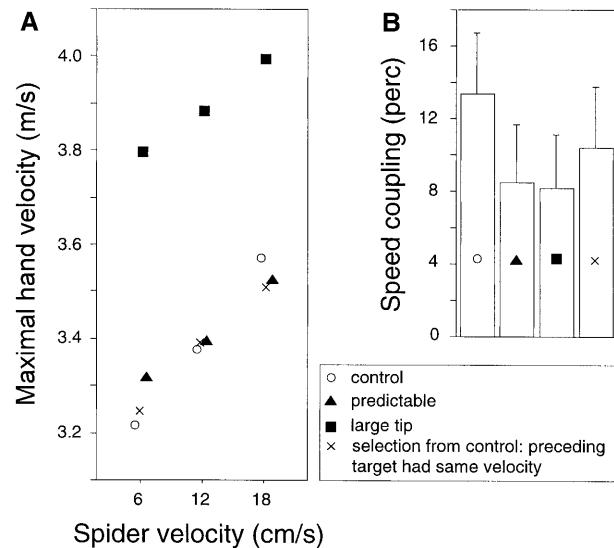 A
Maximal hand velocity (m/s)
4.0
3.8
3.6
3.4
3.2
6
12
18
Spider velocity (cm/s)
B
Speed coupling (perc)
16
12
8
4
0
control
predictable
large tip
selection from control: preceding
target had same velocity